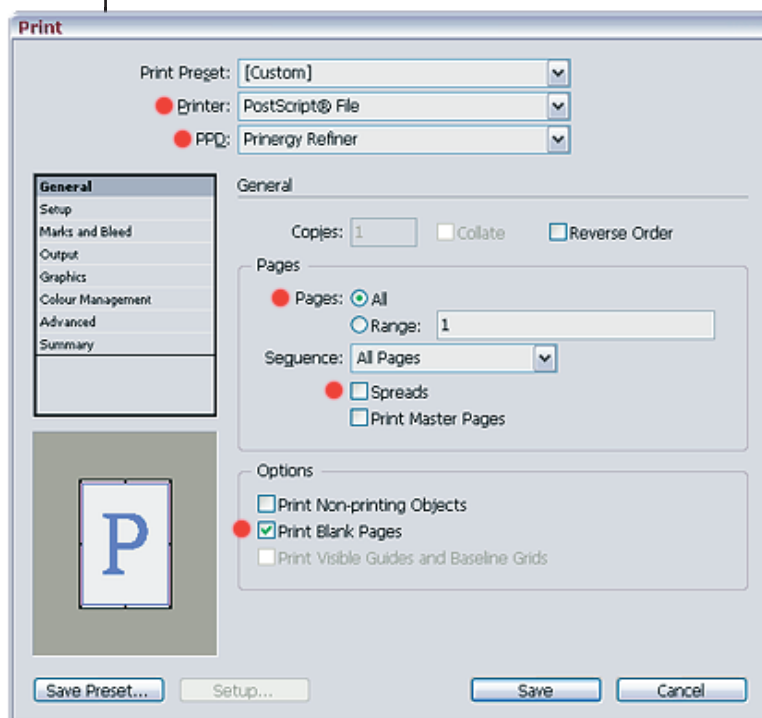 Print
Print Preset: [Custom]
Printer: PostScript® File
PPD: Prinergy Refiner
General
Setup
Marks and Bleed
Output
Graphics
Colour Management
Advanced
Summary
General
Copies: 1 Collate Reverse Order
Pages
Pages: All
Range: 1
Sequence: All Pages
Spreads
Print Master Pages
Options
Print Non-printing Objects
Print Blank Pages
Print Visible Guides and Baseline Grids
P
Save Preset... Setup... Save Cancel